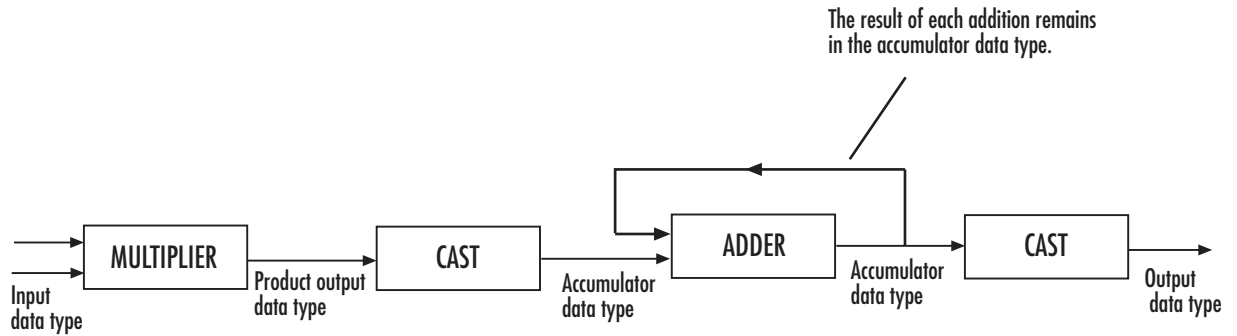 The result of each addition remains
in the accumulator data type.
MULTIPLIER
CAST
ADDER
CAST
Input
data type
Product output
data type
Accumulator
data type
Accumulator
data type
Output
data type